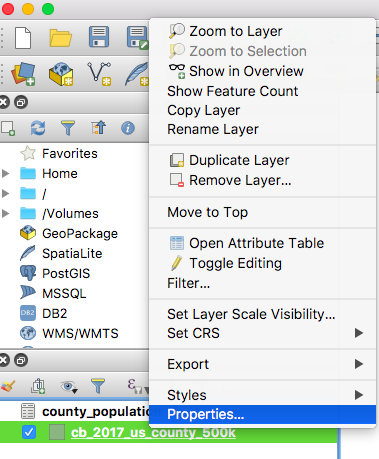 Zoom to Layer
Zoom to Selection
Show in Overview
Show Feature Count
Copy Layer
Rename Layer
Duplicate Layer
Remove Layer...
Move to Top
Open Attribute Table
Toggle Editing
Filter...
Set Layer Scale Visibility...
Set CRS
Export
Styles
Properties...
Favorites
Home
/
/Volumes
GeoPackage
SpatiaLite
PostGIS
MSSQL
DB2 DB2
WMS/WMTS
county_populatio
cb_2017_us_county_500k